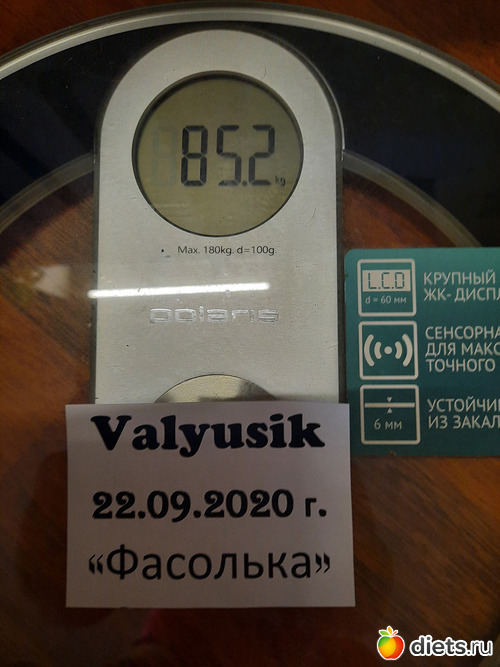 85.2 kg
Max. 180kg. d=100g.
polaris
L.C.D
d = 60 мм
КРУПНЫЙ
ЖК-ДИСПЛ
СЕНСОРНА
ДЛЯ МАКС
ТОЧНОГО
6 мм
УСТОЙЧИ
ИЗ ЗАКАЛ
Valyusik
22.09.2020 г.
«Фасолька»
diets.ru